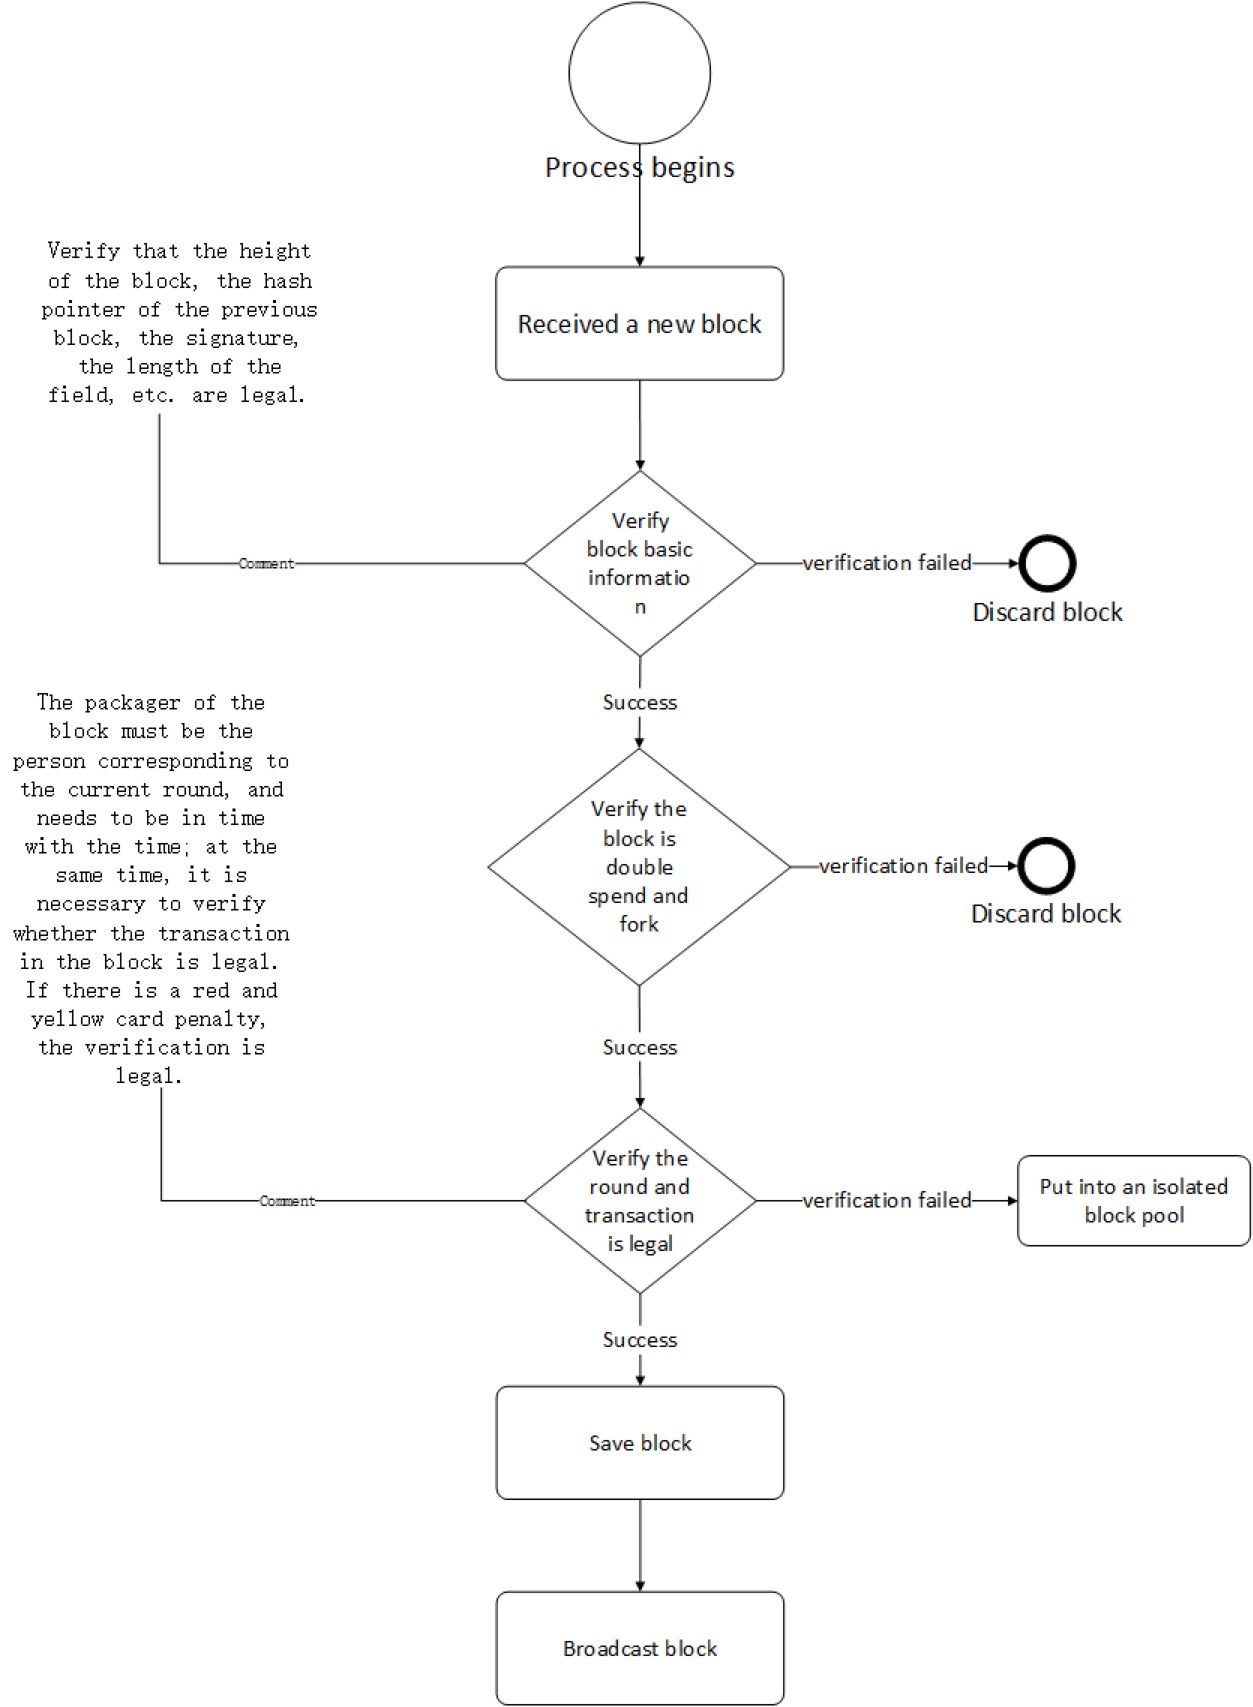 Process begins
Verify that the height
of the block, the hash
pointer of the previous
block, the signature,
the length of the
field, etc. are legal.
Received a new block
Verify
block basic
informatio
n
Comment
verification failed
Discard block
Success
The packager of the
block must be the
person corresponding to
the current round, and
needs to be in time
with the time; at the
same time, it is
necessary to verify
whether the transaction
in the block is legal.
If there is a red and
yellow card penalty,
the verification is
legal.
Verify the
block is
double
spend and
fork
verification failed
Discard block
Success
Verify the
round and
transaction
is legal
Comment
verification failed
Put into an isolated
block pool
Success
Save block
Broadcast block